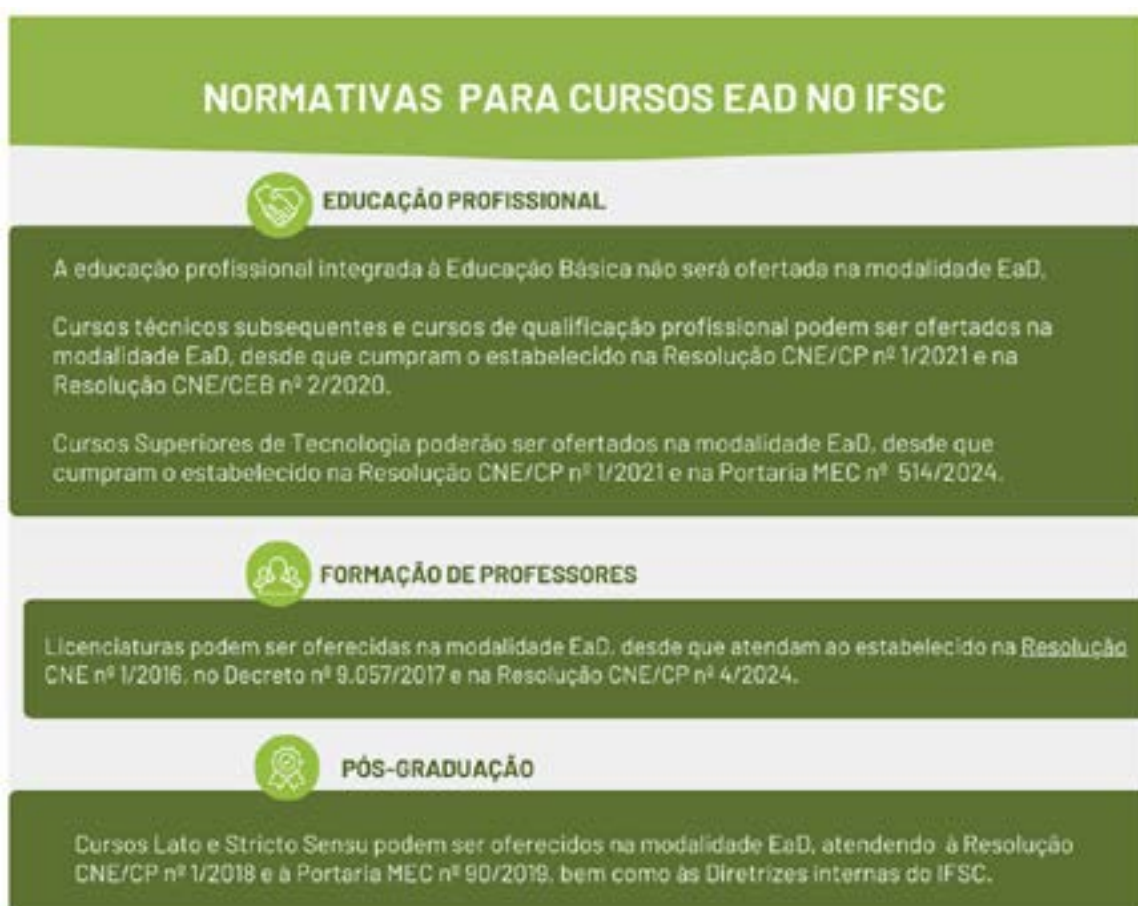 NORMATIVAS PARA CURSOS EAD NO IFSC
EDUCAÇÃO PROFISSIONAL
A educação profissional integrada à Educação Básica não será ofertada na modalidade EaD.
Cursos técnicos subsequentes e cursos de qualificação profissional podem ser ofertados na
modalidade EaD, desde que cumpram o estabelecido na Resolução CNE/CP nº 1/2021 e na
Resolução CNE/CEB nº 2/2020.
Cursos Superiores de Tecnologia poderão ser ofertados na modalidade EaD, desde que
cumpram o estabelecido na Resolução CNE/CP nº 1/2021 e na Portaria MEC nº 514/2024.
FORMAÇÃO DE PROFESSORES
Licenciaturas podem ser oferecidas na modalidade EaD, desde que atendam ao estabelecido na Resolução
CNE nº 1/2016, no Decreto nº 9.057/2017 e na Resolução CNE/CP nº 4/2024.
PÓS-GRADUAÇÃO
Cursos Lato e Stricto Sensu podem ser oferecidos na modalidade EaD, atendendo à Resolução
CNE/CP nº 1/2018 e à Portaria MEC nº 90/2019, bem como às Diretrizes internas do IFSC.